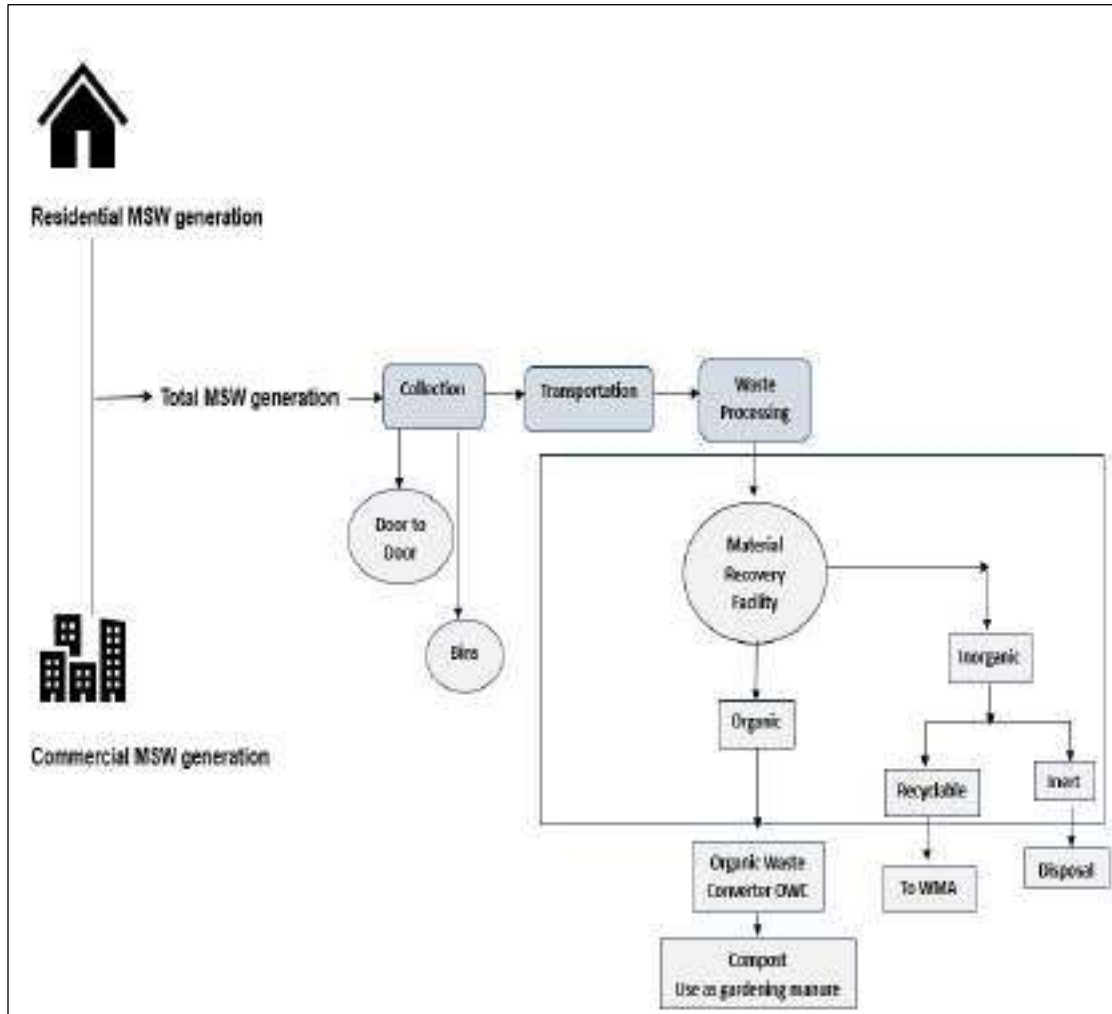 Residential MSW generation
Total MSW generation
Collection
Transportation
Waste
Processing
Door to
Door
Bins
Material
Recovery
Facility
Inorganic
Organic
Recyclable
Inert
Organic Waste
Converter OWC
To WMA
Disposal
Compost
Use as gardening manure
Commercial MSW generation